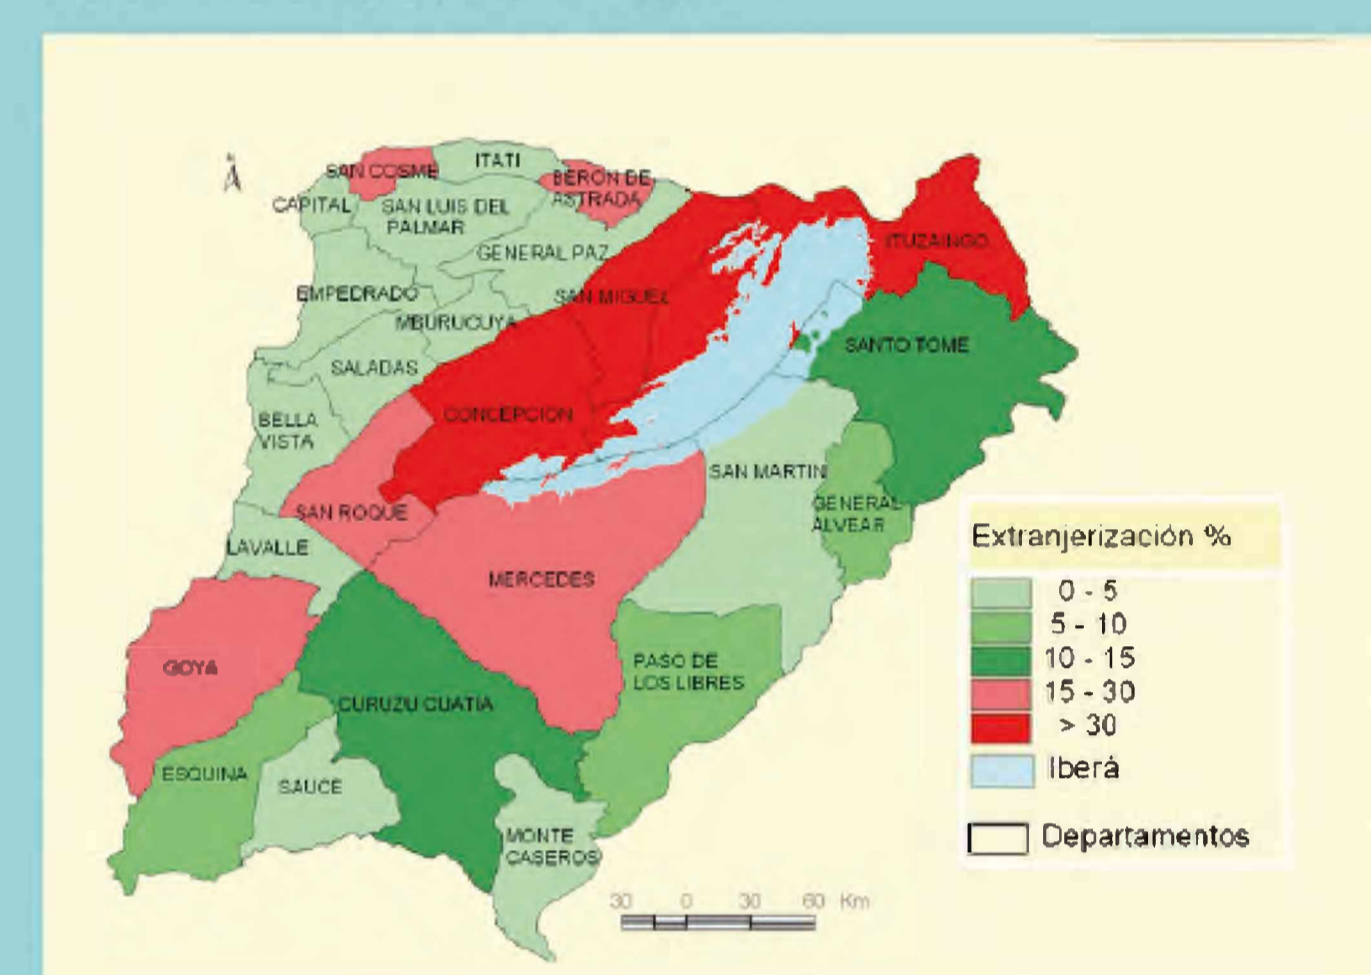 SAN COSME
ITATI
BERON DE
ASTRADA
CAPITAL
SAN LUIS DEL
PALMAR
GENERAL PAZ
ITUZAINGO
EMPEDRADO
SAN MIGUEL
MBURUCUYA
SANTO TOME
SALADAS
CONCEPCION
BELLA
VISTA
SAN MARTIN
SAN ROQUE
GENERAL
ALVEAR
LAVALLE
MERCEDES
GOYA
PASO DE
LOS LIBRES
CURUZU CUATIA
ESQUINA
SAUCE
MONTE
CASEROS
30 0 30 60 Km
Extranjerización %
0 - 5
5 - 10
10 - 15
15 - 30
> 30
Iberá
Departamentos